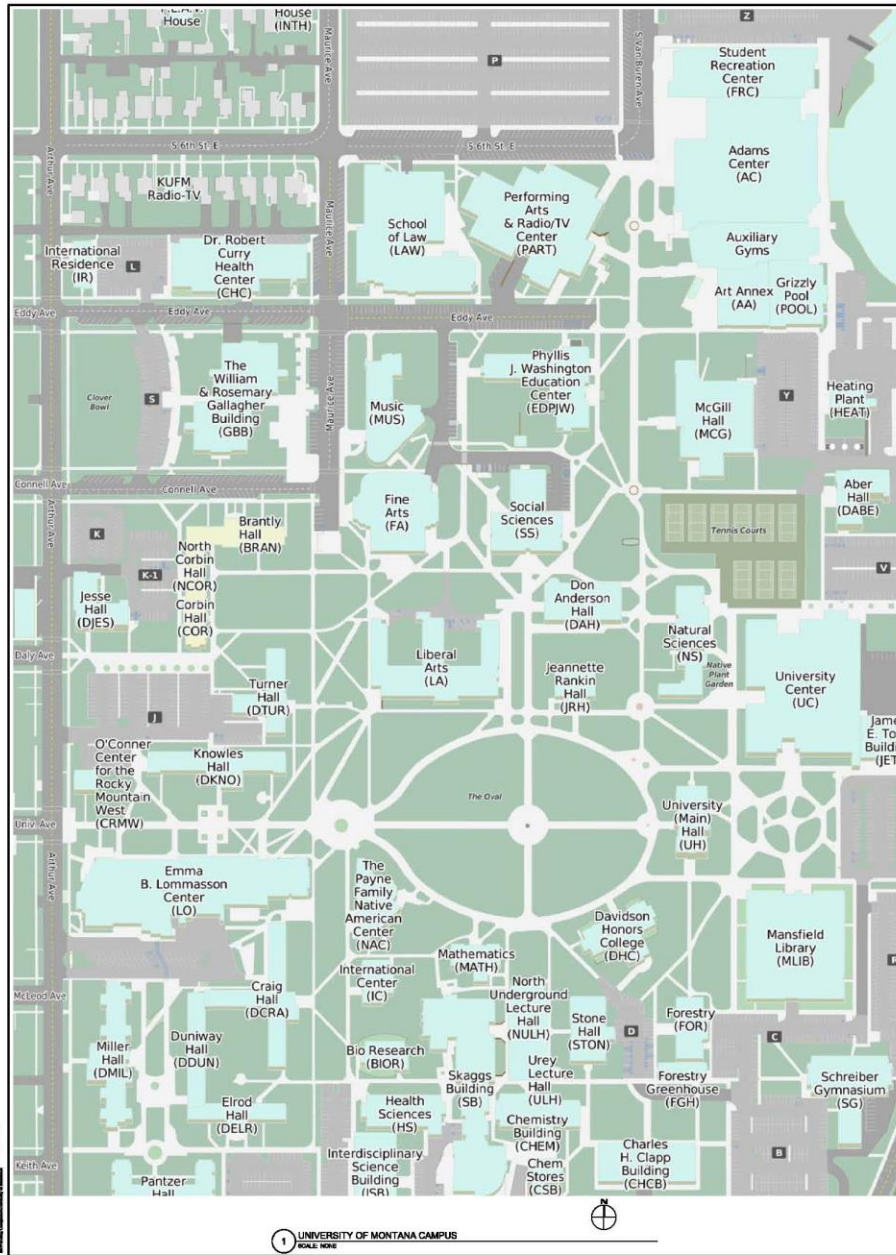 House
House
(INTH)
Maurice Ave
P
S Van Buren Ave
Z
Student
Recreation
Center
(FRC)
Arthur Ave
S 6th St. E
S 6th St. E
Adams
Center
(AC)
KUFM
Radio-TV
Maurice Ave
School
of Law
(LAW)
Performing
Arts
& Radio/TV
Center
(PART)
Auxiliary
Gyms
International
Residence
(IR)
L
Dr. Robert
Curry
Health
Center
(CHC)
Art Annex
(AA)
Grizzly
Pool
(POOL)
Eddy Ave
Eddy Ave
Eddy Ave
Clover
Bowl
S
The
William
& Rosemary
Gallagher
Building
(GBB)
Maurice Ave
Music
(MUS)
Phyllis
J. Washington
Education
Center
(EDPJW)
McGill
Hall
(MCG)
Y
Heating
Plant
(HEAT)
Connell Ave
Connell Ave
Arthur Ave
Fine
Arts
(FA)
Social
Sciences
(SS)
Tennis Courts
Aber
Hall
(DABE)
K
Brantly
Hall
(BRAN)
North
Corbin
Hall
(NCOR)
K-1
V
Jesse
Hall
(DJES)
Corbin
Hall
(COR)
Don
Anderson
Hall
(DAH)
Natural
Sciences
(NS)
Daly Ave
Liberal
Arts
(LA)
Jeannette
Rankin
Hall
(JRH)
Native
Plant
Garden
University
Center
(UC)
Turner
Hall
(DTUR)
J
O'Conner
Center
for the
Rocky
Mountain
West
(CRMW)
Knowles
Hall
(DKNO)
The Oval
University
(Main)
Hall
(UH)
Univ. Ave
Arthur Ave
Emma
B. Lommasson
Center
(LO)
The
Payne
Family
Native
American
Center
(NAC)
Davidson
Honors
College
(DHC)
Mansfield
Library
(MLIB)
Mathematics
(MATH)
International
Center
(IC)
McLeod Ave
Craig
Hall
(DCRA)
North
Underground
Lecture
Hall
(NULH)
Stone
Hall
(STON)
D
Forestry
(FOR)
C
Miller
Hall
(DMIL)
Duniway
Hall
(DDUN)
Bio Research
(BIOR)
Skaggs
Building
(SB)
Urey
Lecture
Hall
(ULH)
Forestry
Greenhouse
(FGH)
Schreiber
Gymnasium
(SG)
Elrod
Hall
(DELR)
Health
Sciences
(HS)
Chemistry
Building
(CHEM)
Charles
H. Clapp
Building
(CHCB)
B
Keith Ave
Interdisciplinary
Science
Building
(ISB)
Chem
Stores
(CSB)
Pantzer
Hall
N
1
UNIVERSITY OF MONTANA CAMPUS
SCALE: NONE